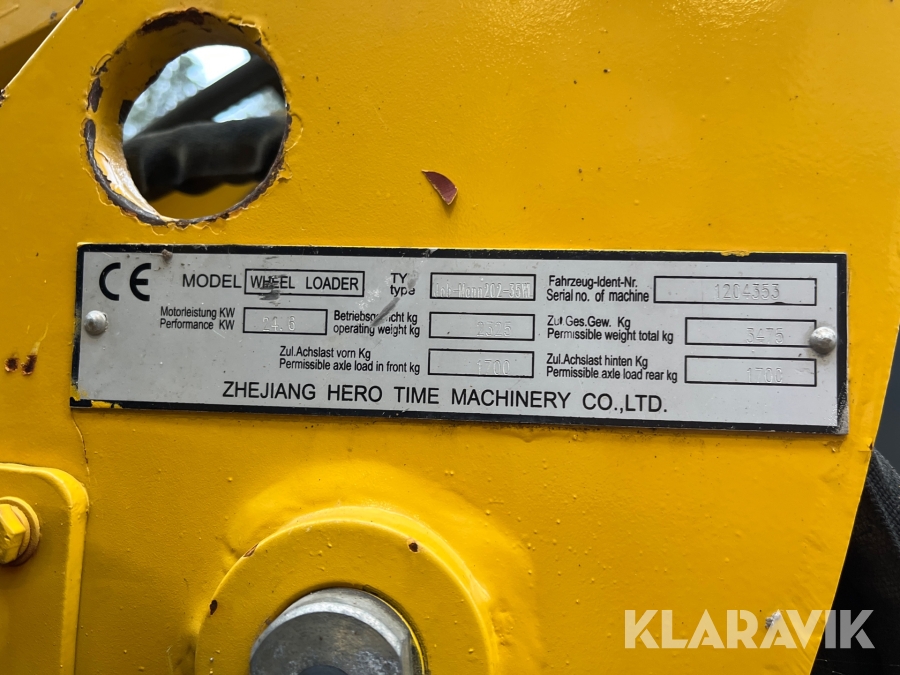 CE MODEL WHEEL LOADER TY type Fahrzeug-Ident-Nr. Serial no. of machine 1204353
Motorleistung KW Performance KW 24.6 Betriebsgewicht kg operating weight kg Zul Ges.Gew. Kg Permissible weight total kg 3475
Zul.Achslast vorn Kg Permissible axle load in front kg 1700 Zul.Achslast hinten Kg Permissible axle load rear kg 1700
ZHEJIANG HERO TIME MACHINERY CO.,LTD.
KLARAVIK